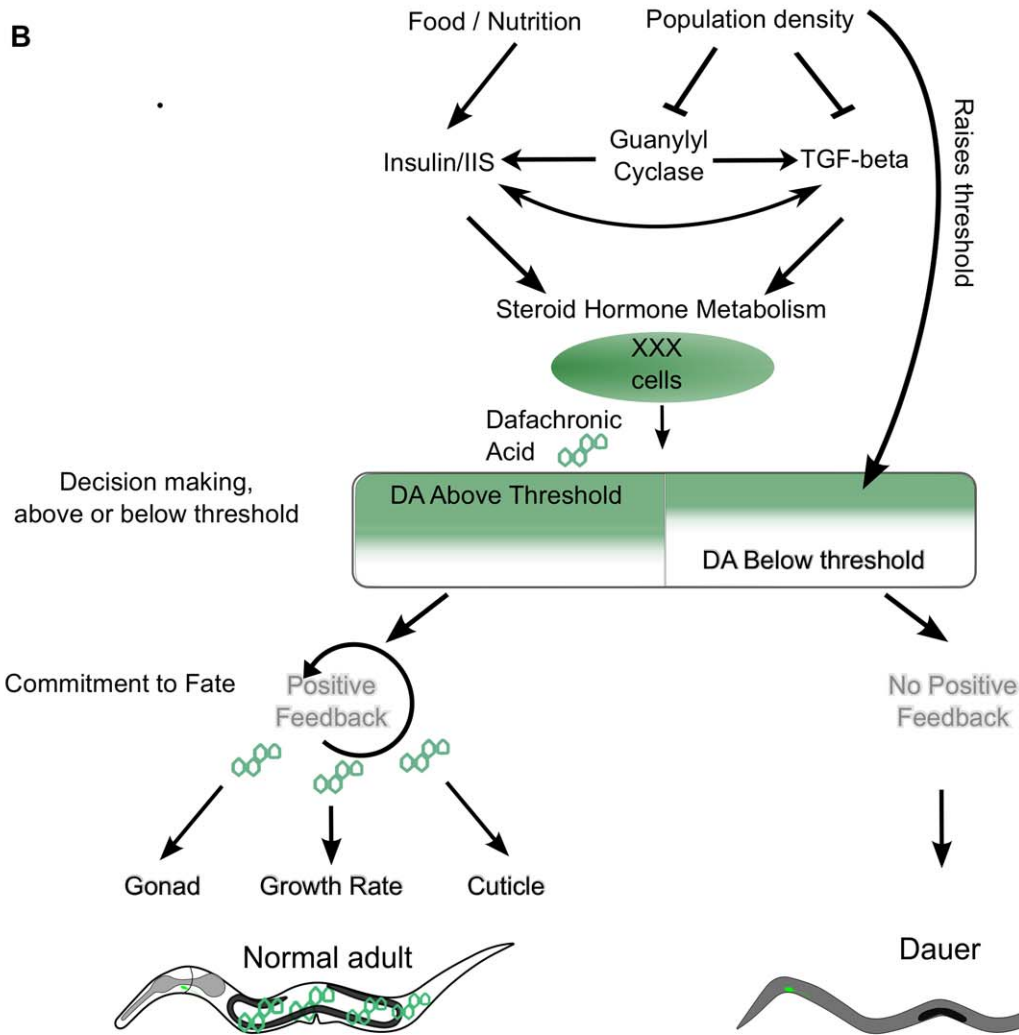 B
Food / Nutrition
Population density
Raises threshold
Insulin/IIS
Guanylyl
Cyclase
TGF-beta
Steroid Hormone Metabolism
XXX
cells
Dafachronic
Acid
Decision making,
above or below threshold
DA Above Threshold
DA Below threshold
Commitment to Fate
Positive
Feedback
No Positive
Feedback
Gonad
Growth Rate
Cuticle
Normal adult
Dauer